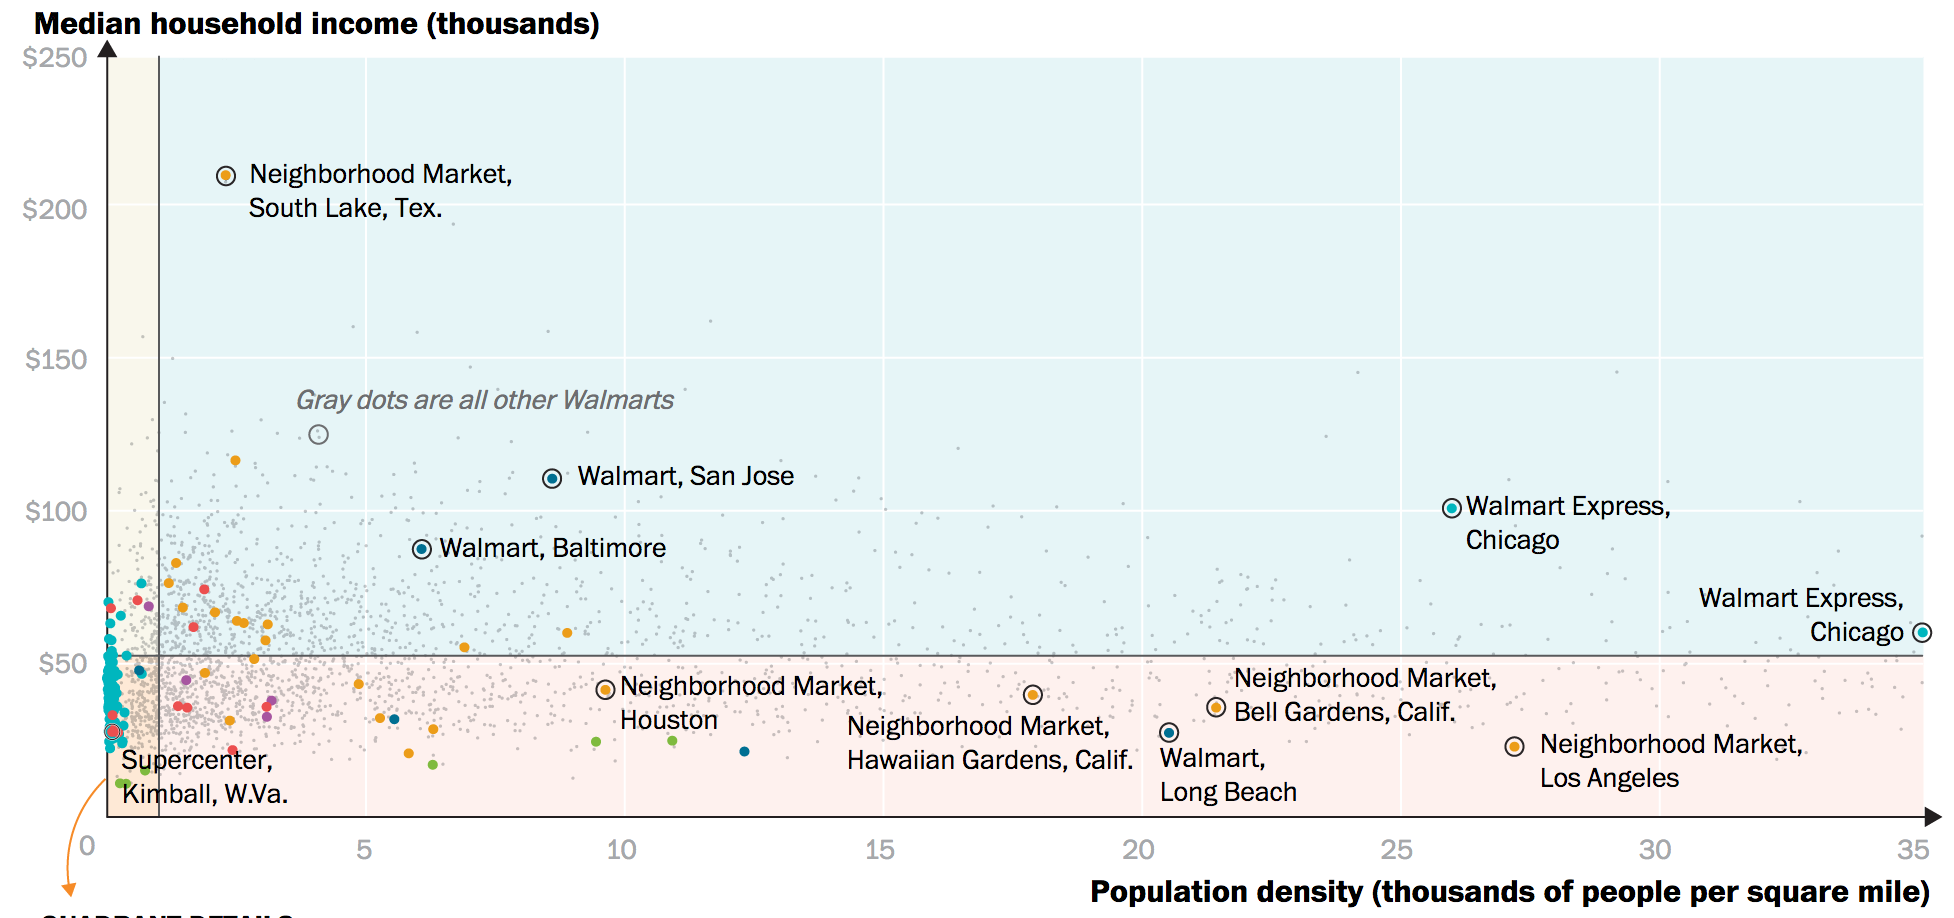 Median household income (thousands)
$250
Neighborhood Market,
South Lake, Tex.
$200
$150
Gray dots are all other Walmarts
Walmart, San Jose
$100
Walmart Express,
Chicago
Walmart, Baltimore
Walmart Express,
Chicago
$50
Neighborhood Market,
Houston
Neighborhood Market,
Hawaiian Gardens, Calif.
Neighborhood Market,
Bell Gardens, Calif.
Walmart,
Long Beach
Neighborhood Market,
Los Angeles
Supercenter,
Kimball, W.Va.
0 5 10 15 20 25 30 35
Population density (thousands of people per square mile)
QUADRANT DETAILS